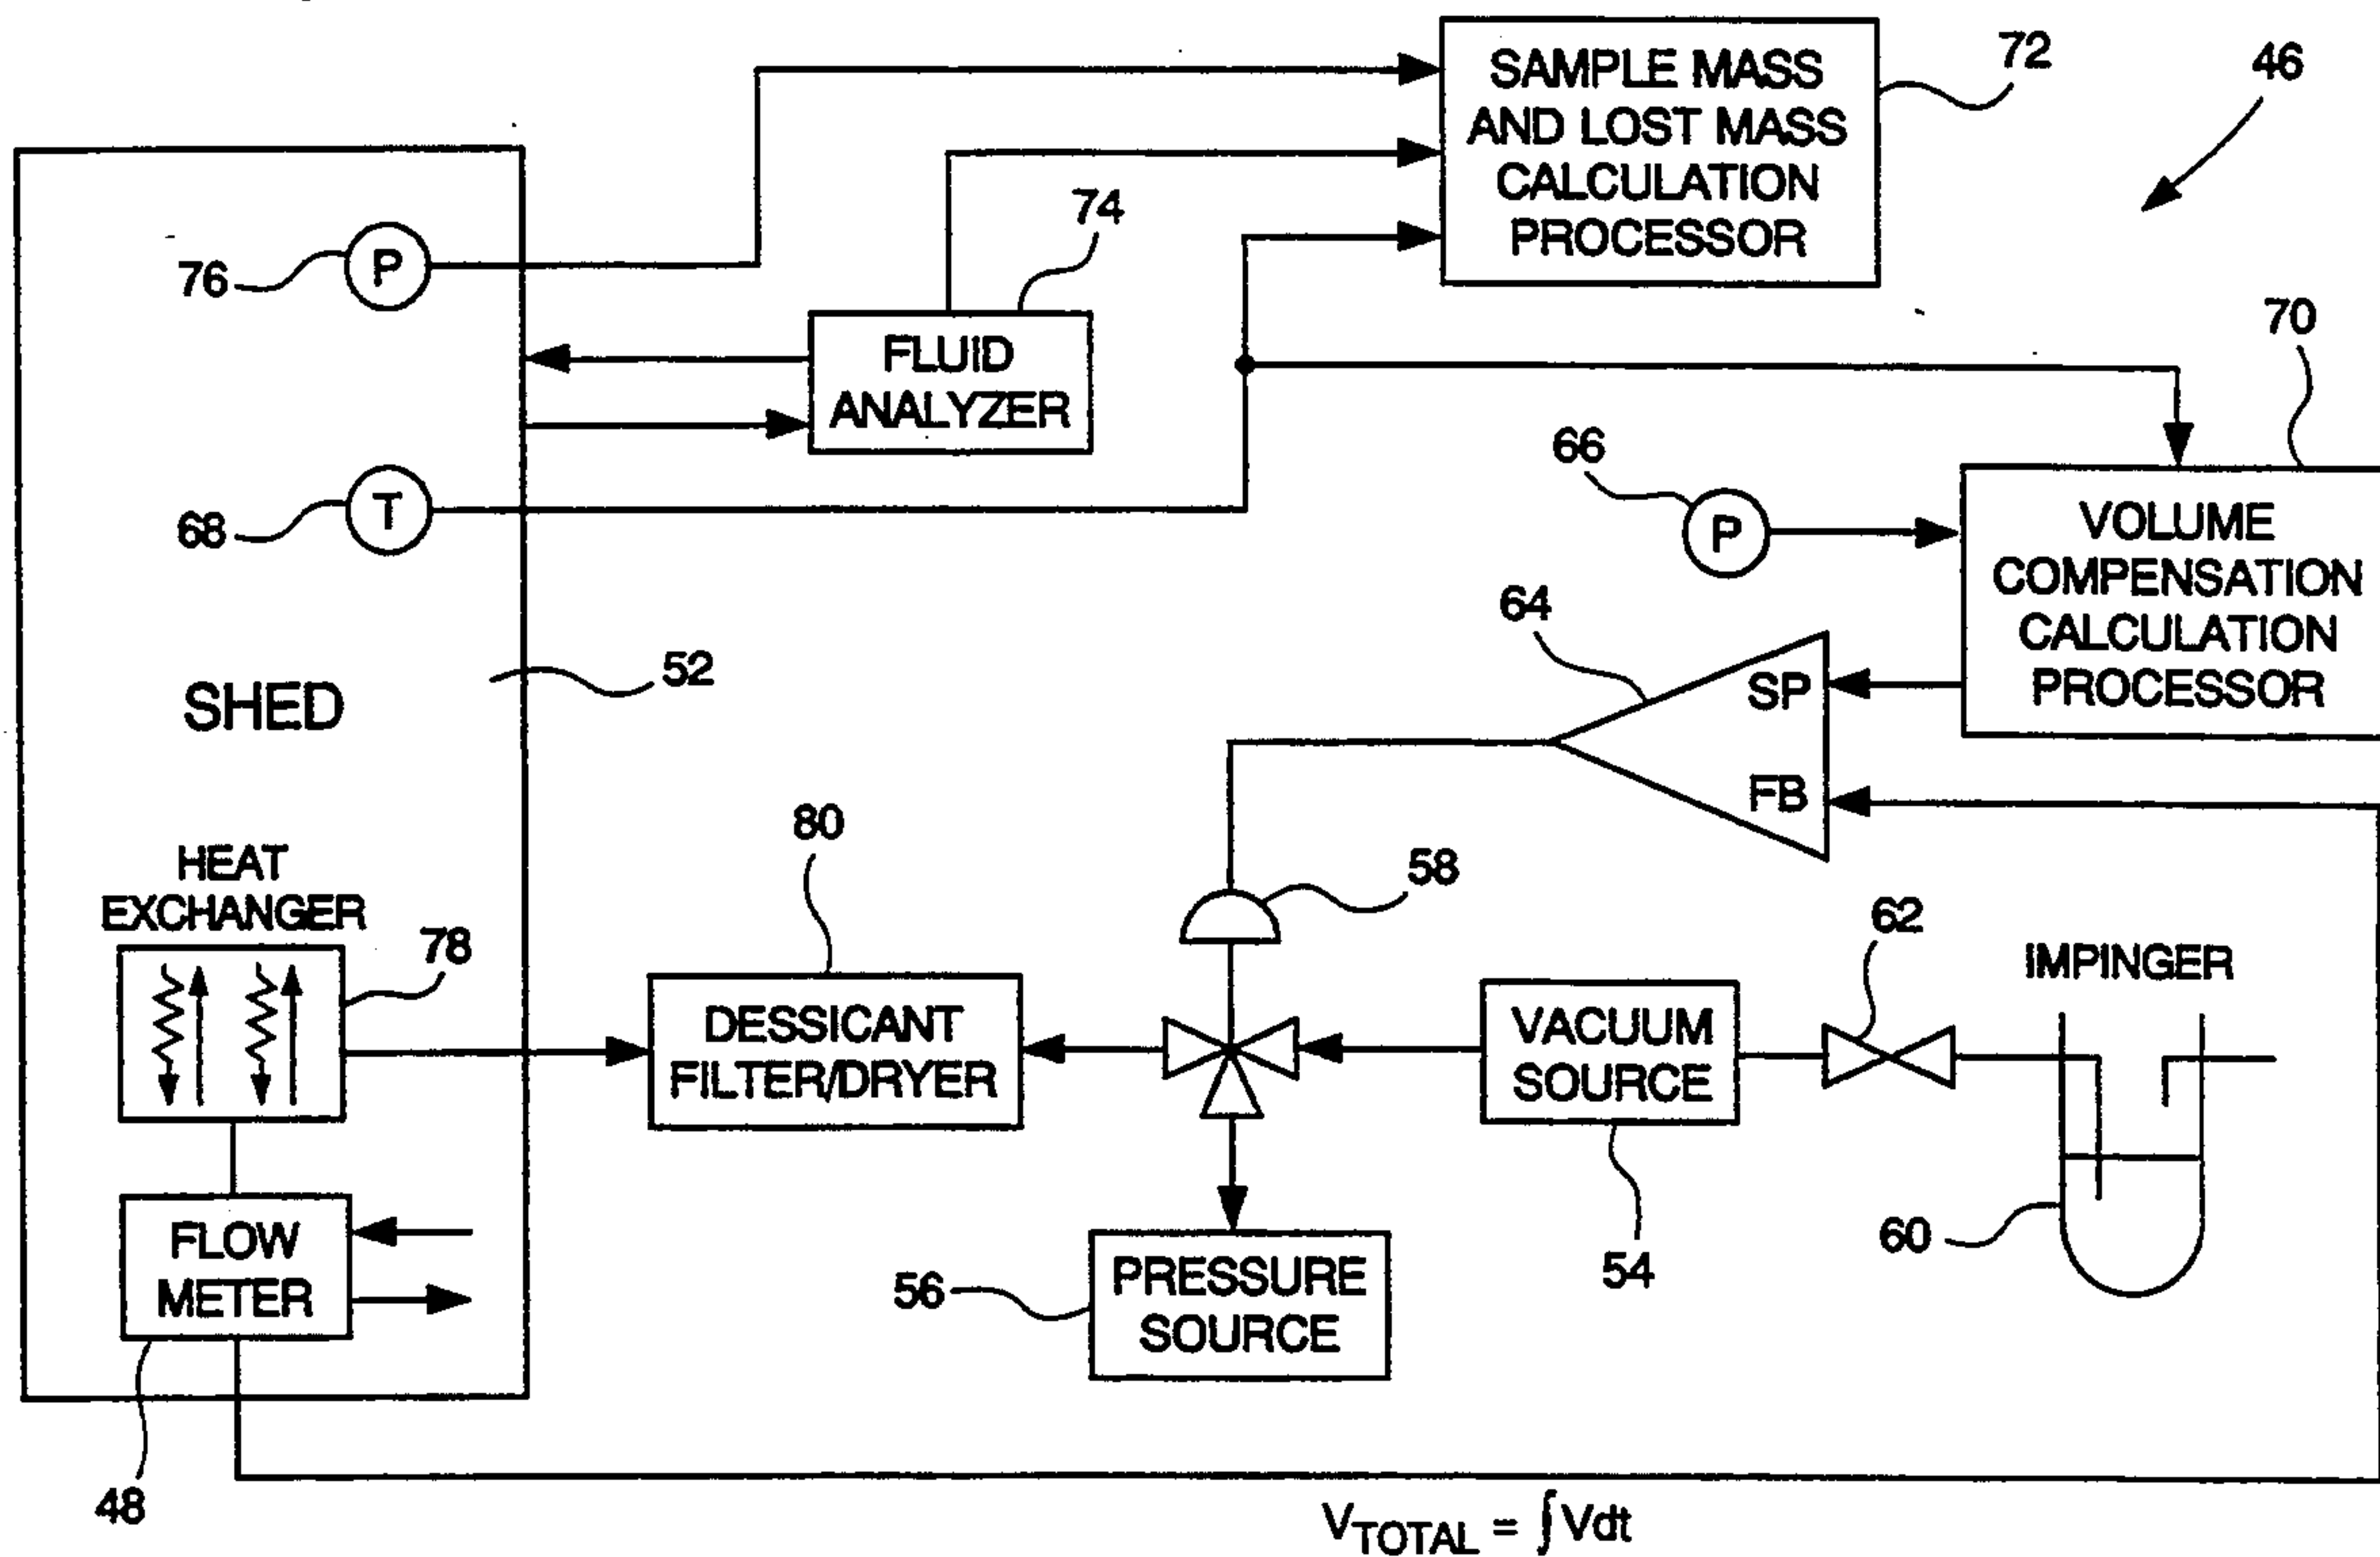 SAMPLE MASS
AND LOST MASS
CALCULATION
PROCESSOR
72
46
76
P
74
FLUID
ANALYZER
70
68
T
66
P
VOLUME
COMPENSATION
CALCULATION
PROCESSOR
64
SP
FB
SHED
52
HEAT
EXCHANGER
78
80
DESSICANT
FILTER/DRYER
58
VACUUM
SOURCE
54
62
IMPINGER
60
FLOW
METER
48
56
PRESSURE
SOURCE
V_TOTAL = ∫Vdt